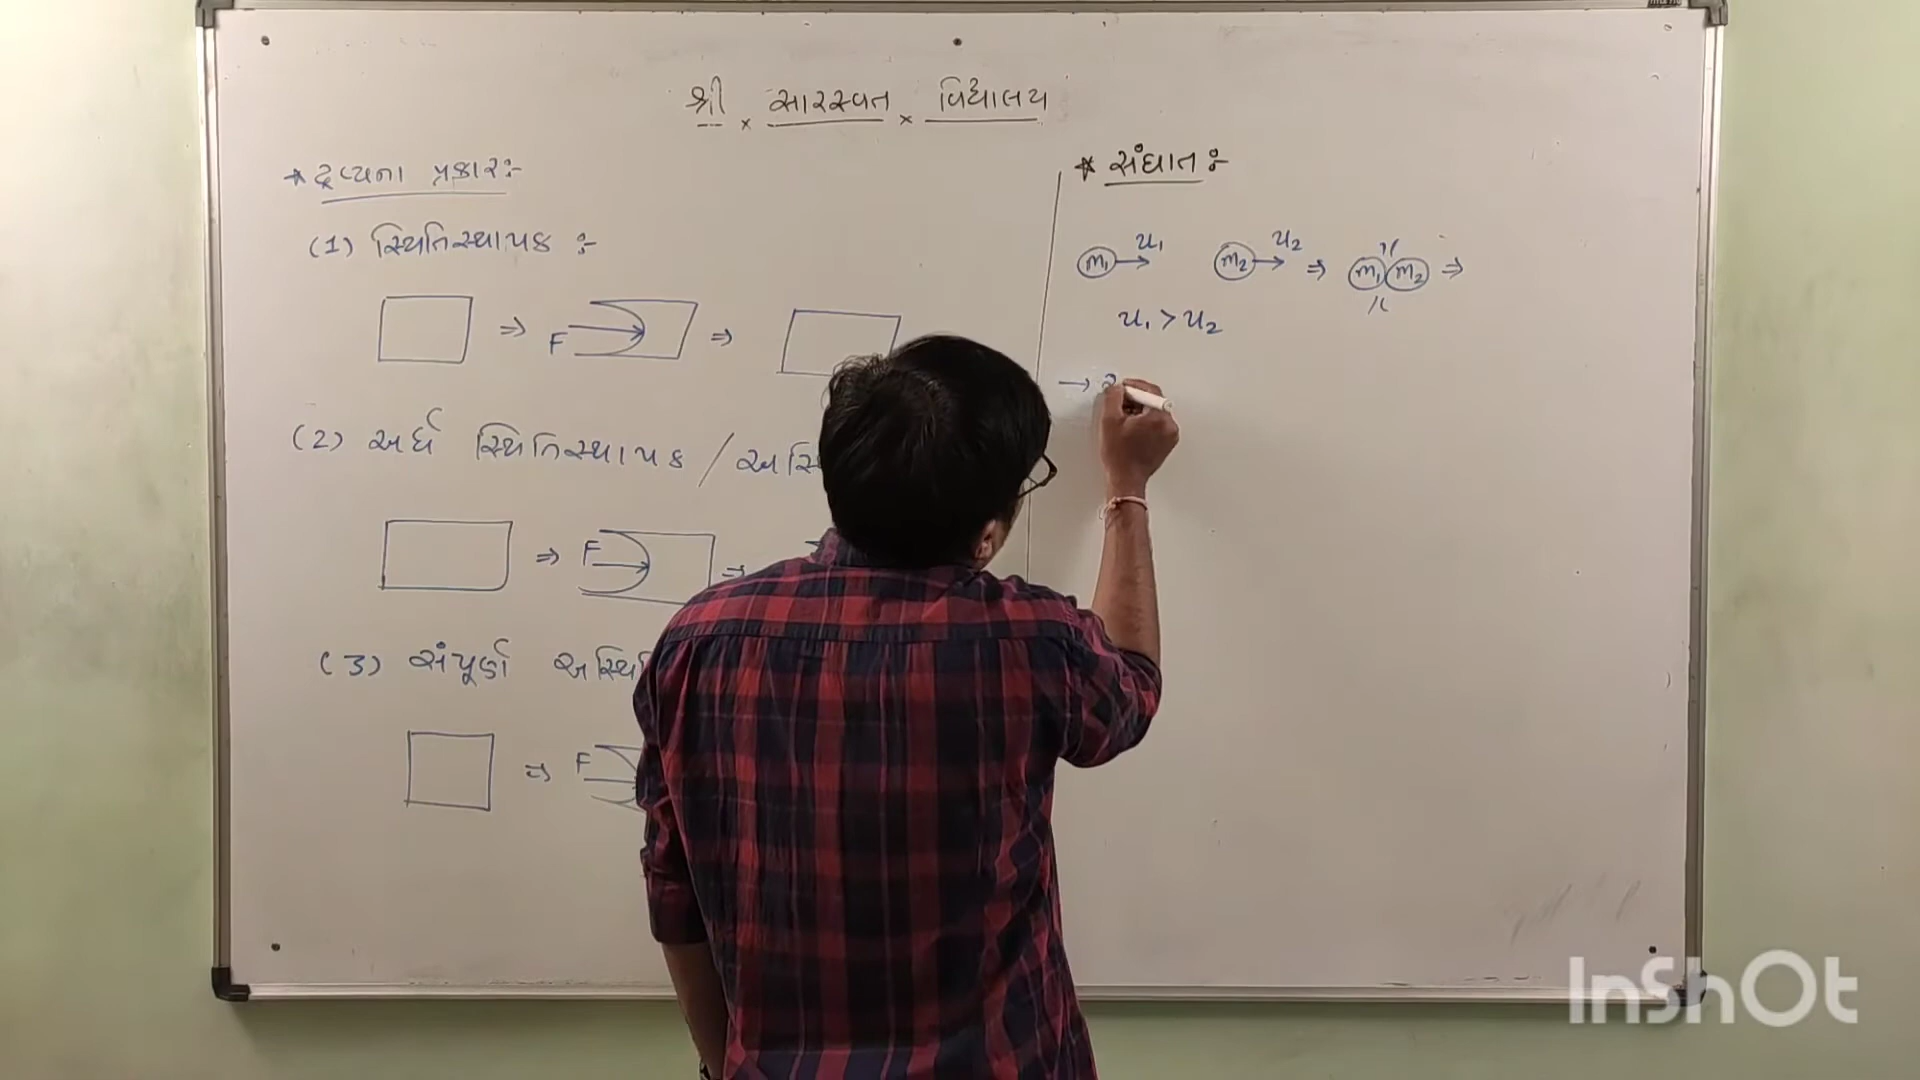 શ્રી × સારસ્વત × વિદ્યાલય
* દ્રવ્યના પ્રકાર :-
(1) સ્થિતિસ્થાપક :-
⇒ F ⇒
(2) અર્ધ સ્થિતિસ્થાપક /
⇒ F ⇒
(3) સંપૂર્ણ
⇒ F
* સંઘાત :-
m₁ → u₁ m₂ → u₂ ⇒ m₁ m₂ ⇒
u₁ > u₂
→
InShOt